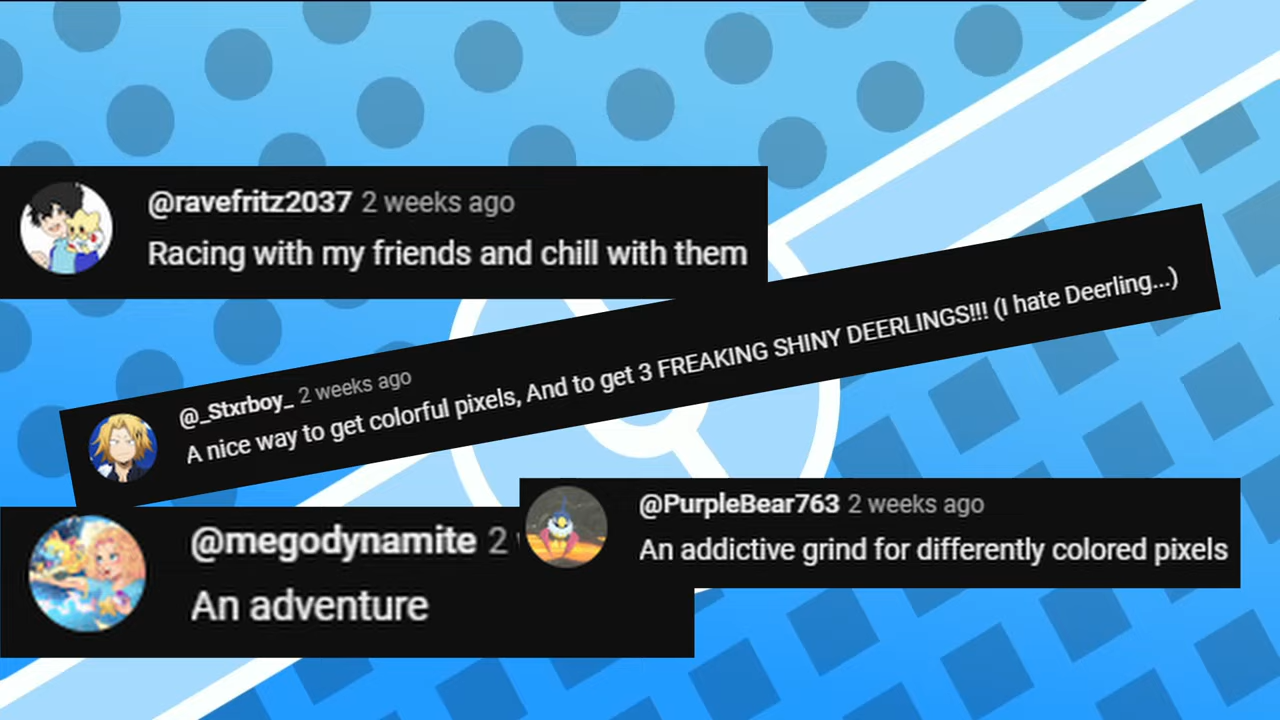 @ravefritz2037 2 weeks ago
Racing with my friends and chill with them
@_Stxrboy_ 2 weeks ago
A nice way to get colorful pixels, And to get 3 FREAKING SHINY DEERLINGS!!! (I hate Deerling...)
@megodynamite 2
An adventure
@PurpleBear763 2 weeks ago
An addictive grind for differently colored pixels